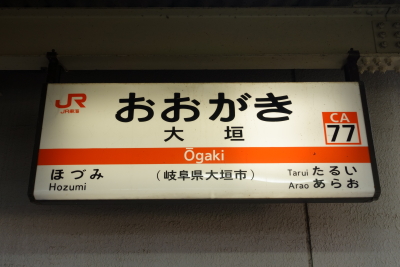 JR
JR東海
おおがき
大垣
CA
77
Ōgaki
ほづみ
Hozumi
(岐阜県大垣市)
Tarui たるい
Arao あらお